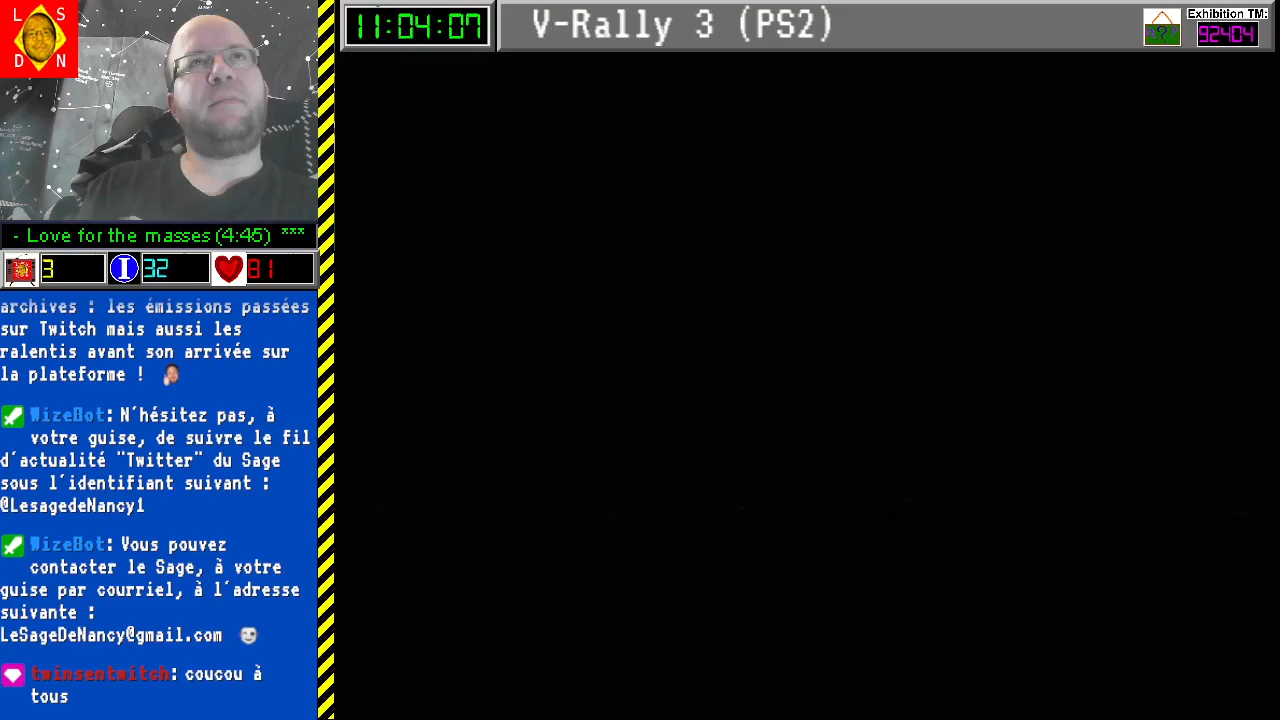 L S
D N
11:04:07
V-Rally 3 (PS2)
Exhibition TM:
92404
- Love for the masses (4:45) ***
3
I
32
81
archives : les émissions passées
sur Twitch mais aussi les
ralentis avant son arrivée sur
la plateforme !
WizeBot: N'hésitez pas, à
votre guise, de suivre le fil
d'actualité "Twitter" du Sage
sous l'identifiant suivant :
@LesagedeNancy1
WizeBot: Vous pouvez
contacter le Sage, à votre
guise par courriel, à l'adresse
suivante :
LeSageDeNancy@gmail.com
twinsentwitch: coucou à
tous